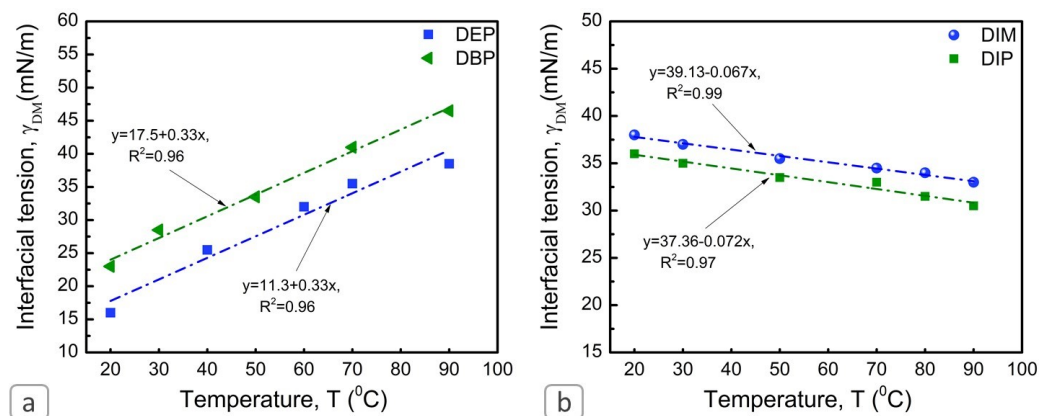 60
55
50
45
40
35
30
25
20
15
10
Interfacial tension, γDM(mN/m)
DEP
DBP
y=17.5+0.33x,
R²=0.96
y=11.3+0.33x,
R²=0.96
20 30 40 50 60 70 80 90 100
Temperature, T (⁰C)
a
50
45
40
35
30
25
20
15
Interfacial tension, γDM(mN/m)
DIM
DIP
y=39.13-0.067x,
R²=0.99
y=37.36-0.072x,
R²=0.97
20 30 40 50 60 70 80 90 100
Temperature, T (⁰C)
b